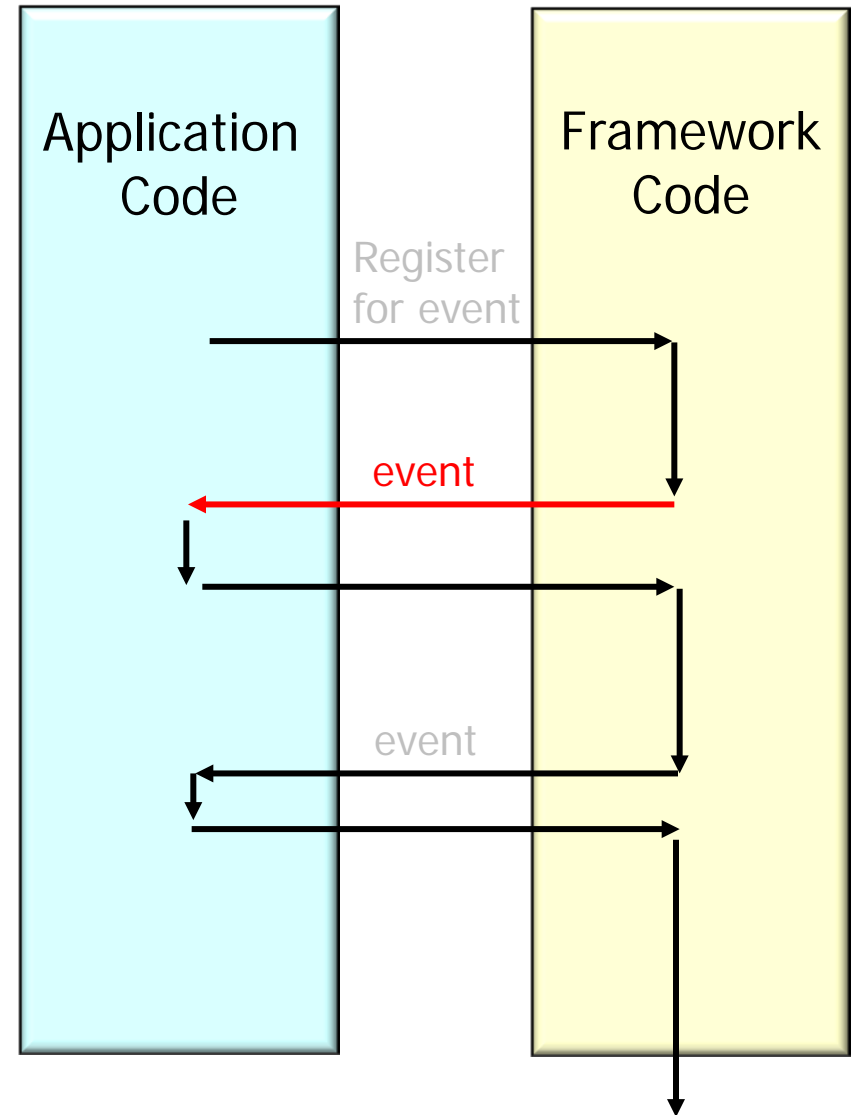 Application
Code
Framework
Code
Register
for event
event
event